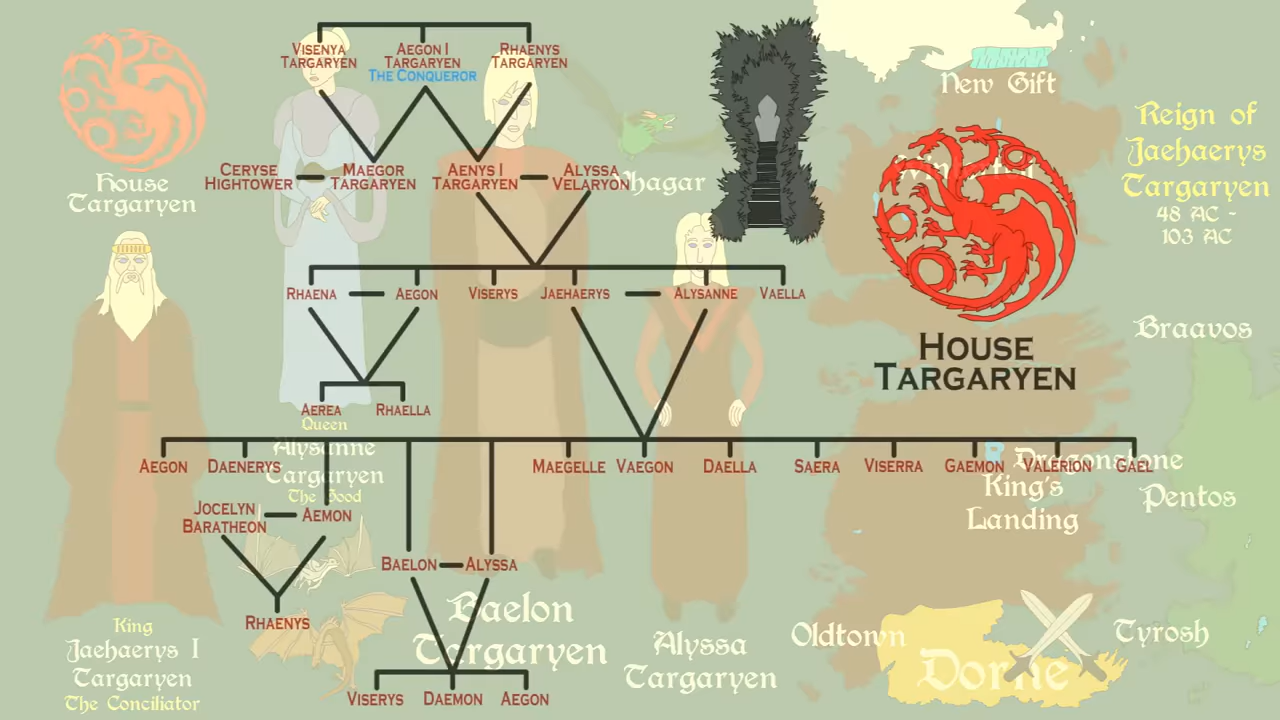 VISENYA
TARGARYEN
AEGON I
TARGARYEN
THE CONQUEROR
RHAENYS
TARGARYEN
New Gift
Reign of
Jaehaerys
Targaryen
48 AC -
103 AC
House
Targaryen
CERYSE
HIGHTOWER
MAEGOR
TARGARYEN
AENYS I
TARGARYEN
ALYSSA
VELARYON
RHAENA
AEGON
VISERYS
JAEHAERYS
ALYSANNE
VAELLA
HOUSE
TARGARYEN
Braavos
AEREA
RHAELLA
Queen
Alysanne
Targaryen
The Good
AEGON
DAENERYS
MAEGELLE
VAEGON
DAELLA
SAERA
VISERRA
GAEMON
VALERION
GAEL
Dragonstone
King's
Landing
Pentos
JOCELYN
BARATHEON
AEMON
BAELON
ALYSSA
RHAENYS
Baelon
Targaryen
Alyssa
Targaryen
Oldtown
Dorne
Tyrosh
King
Jaehaerys I
Targaryen
The Conciliator
VISERYS
DAEMON
AEGON